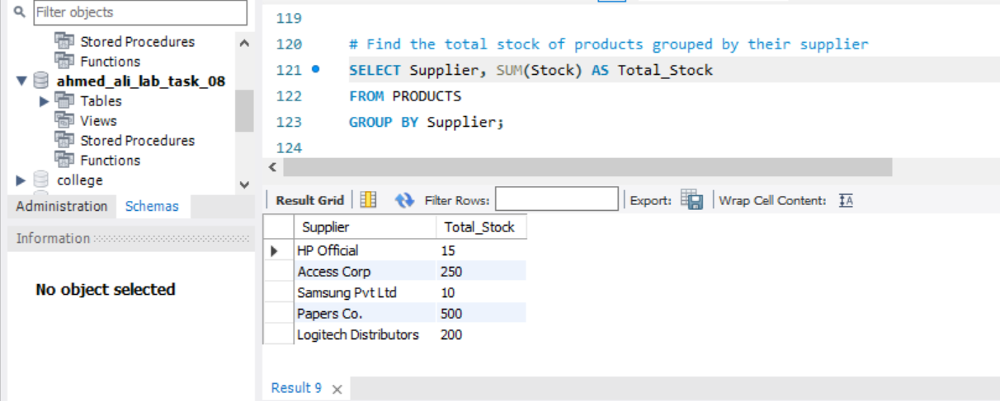 Filter objects
Stored Procedures
Functions
ahmed_ali_lab_task_08
Tables
Views
Stored Procedures
Functions
college
Administration Schemas
Information
No object selected
119
120 # Find the total stock of products grouped by their supplier
121 SELECT Supplier, SUM(Stock) AS Total_Stock
122 FROM PRODUCTS
123 GROUP BY Supplier;
124
Result Grid Filter Rows: Export: Wrap Cell Content: IA
Supplier Total_Stock
HP Official 15
Access Corp 250
Samsung Pvt Ltd 10
Papers Co. 500
Logitech Distributors 200
Result 9